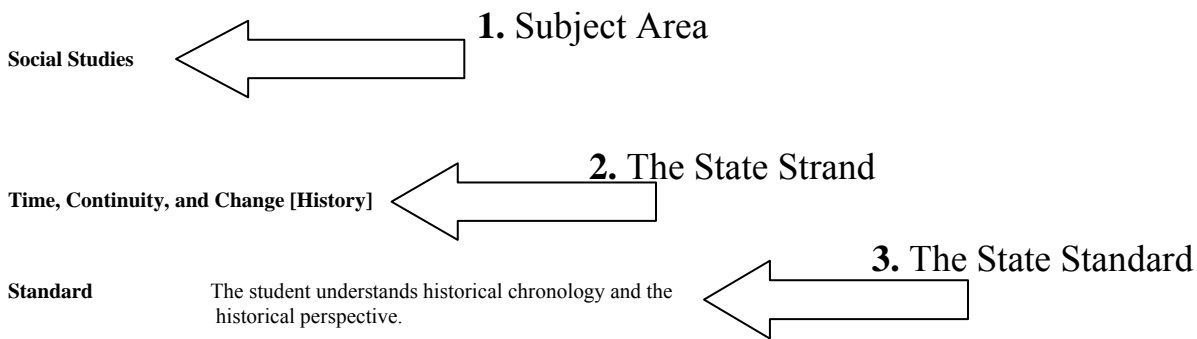 1. Subject Area
Social Studies
2. The State Strand
Time, Continuity, and Change [History]
3. The State Standard
Standard The student understands historical chronology and the
historical perspective.